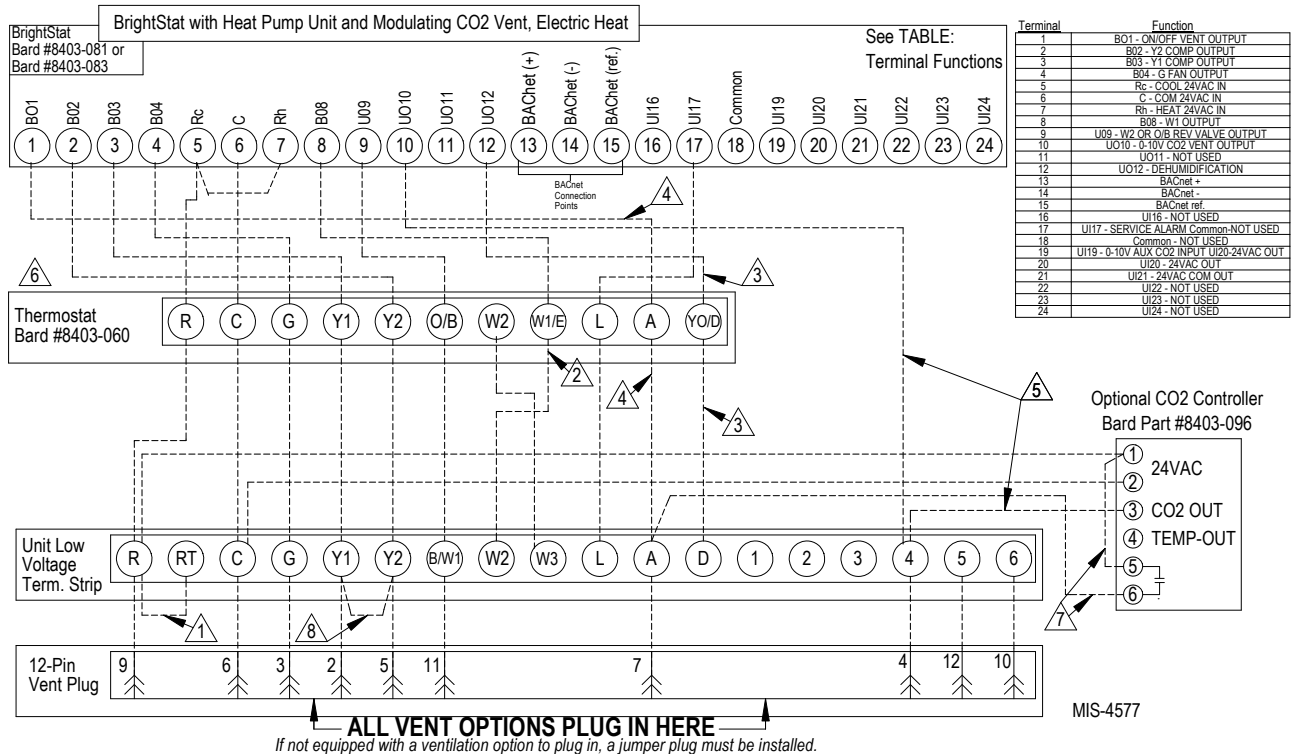 BrightStat with Heat Pump Unit and Modulating CO2 Vent, Electric Heat
BrightStat
Bard #8403-081 or
Bard #8403-083
See TABLE:
Terminal Functions
BO1 B02 B03 B04 Rc C Rh B08 U09 UO10 UO11 UO12 BAChet (+) BAChet (-) BAChet (ref.) UI16 UI17 Common UI19 UI20 UI21 UI22 UI23 UI24
1 2 3 4 5 6 7 8 9 10 11 12 13 14 15 16 17 18 19 20 21 22 23 24
BACnet
Connection
Points
4
6
3
Thermostat
Bard #8403-060
R C G Y1 Y2 O/B W2 W1/E L A YO/D
2
4
3
5
Unit Low
Voltage
Term. Strip
R RT C G Y1 Y2 B/W1 W2 W3 L A D 1 2 3 4 5 6
1
8
7
12-Pin
Vent Plug
9 6 3 2 5 11 7 4 12 10
ALL VENT OPTIONS PLUG IN HERE
If not equipped with a ventilation option to plug in, a jumper plug must be installed.
Optional CO2 Controller
Bard Part #8403-096
1
24VAC
2
3 CO2 OUT
4 TEMP-OUT
5
6
MIS-4577
Terminal Function
1 BO1 - ON/OFF VENT OUTPUT
2 B02 - Y2 COMP OUTPUT
3 B03 - Y1 COMP OUTPUT
4 B04 - G FAN OUTPUT
5 Rc - COOL 24VAC IN
6 C - COM 24VAC IN
7 Rh - HEAT 24VAC IN
8 B08 - W1 OUTPUT
9 U09 - W2 OR O/B REV VALVE OUTPUT
10 UO10 - 0-10V CO2 VENT OUTPUT
11 UO11 - NOT USED
12 UO12 - DEHUMIDIFICATION
13 BACnet +
14 BACnet -
15 BACnet ref.
16 UI16 - NOT USED
17 UI17 - SERVICE ALARM Common-NOT USED
18 Common - NOT USED
19 UI19 - 0-10V AUX CO2 INPUT UI20-24VAC OUT
20 UI20 - 24VAC OUT
21 UI21 - 24VAC COM OUT
22 UI22 - NOT USED
23 UI23 - NOT USED
24 UI24 - NOT USED